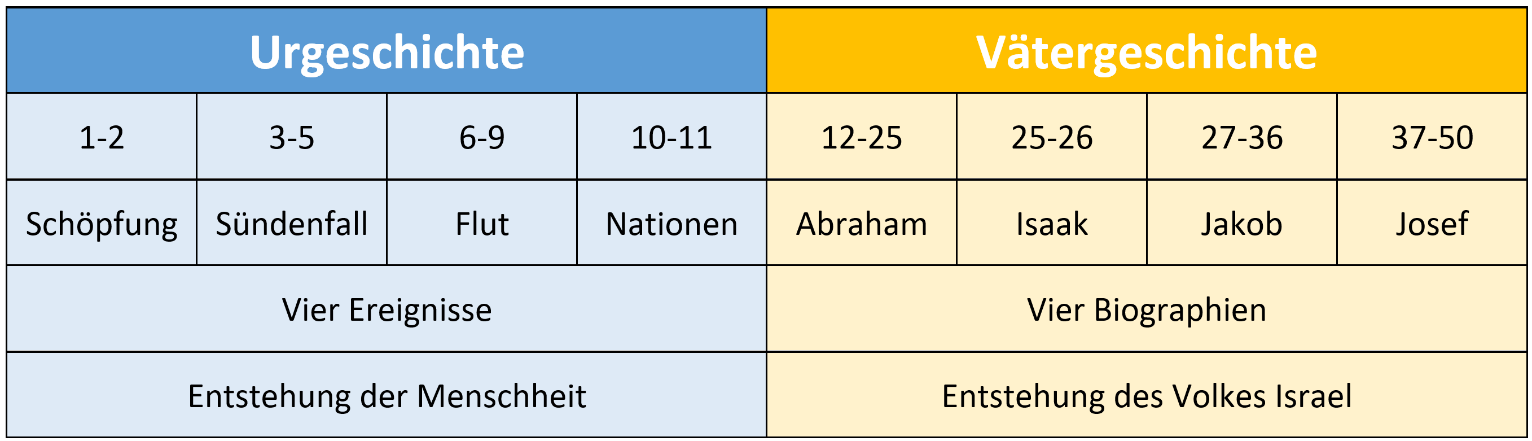 Urgeschichte Vätergeschichte
1-2 3-5 6-9 10-11 12-25 25-26 27-36 37-50
Schöpfung Sündenfall Flut Nationen Abraham Isaak Jakob Josef
Vier Ereignisse Vier Biographien
Entstehung der Menschheit Entstehung des Volkes Israel